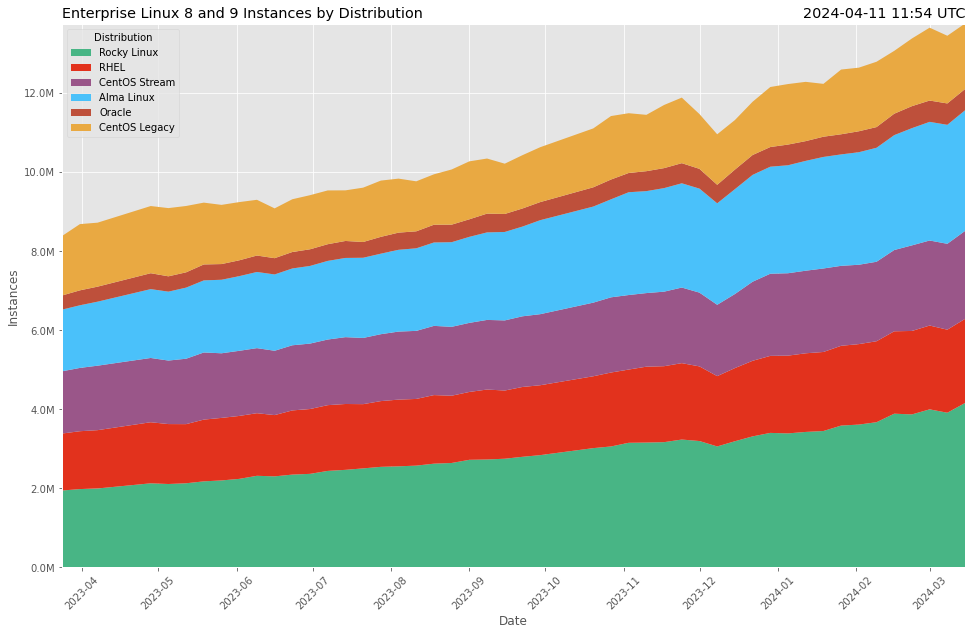 Enterprise Linux 8 and 9 Instances by Distribution
2024-04-11 11:54 UTC
Distribution
Rocky Linux
RHEL
CentOS Stream
Alma Linux
Oracle
CentOS Legacy
12.0M
10.0M
8.0M
6.0M
4.0M
2.0M
0.0M
Instances
2023-04
2023-05
2023-06
2023-07
2023-08
2023-09
2023-10
2023-11
2023-12
2024-01
2024-02
2024-03
Date